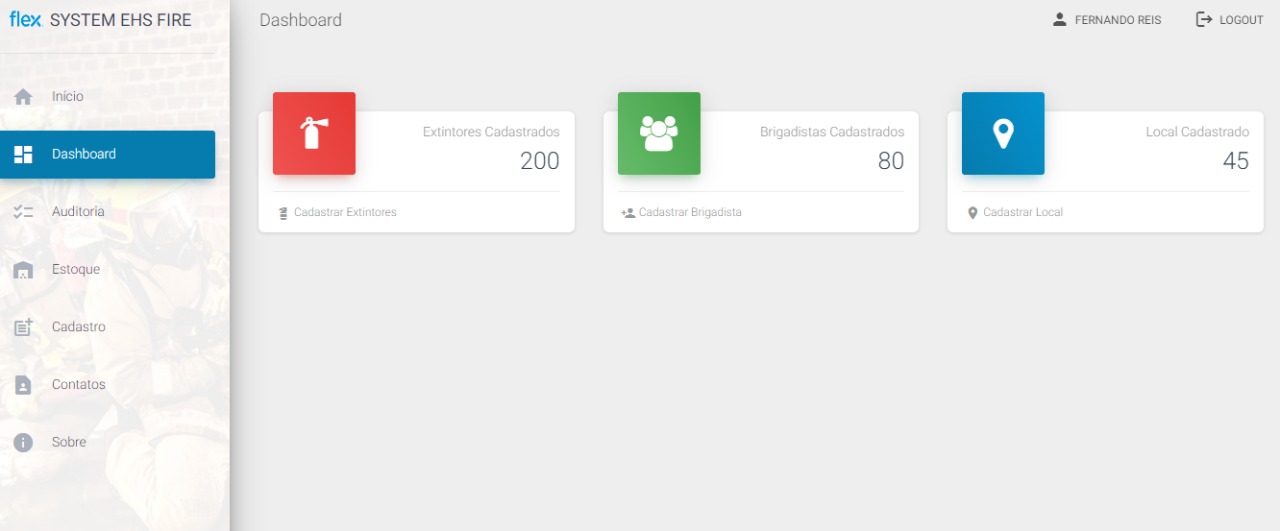 flex SYSTEM EHS FIRE
Dashboard
FERNANDO REIS
LOGOUT
Início
Dashboard
Auditoria
Estoque
Cadastro
Contatos
Sobre
Extintores Cadastrados
200
Cadastrar Extintores
Brigadistas Cadastrados
80
Cadastrar Brigadista
Local Cadastrado
45
Cadastrar Local